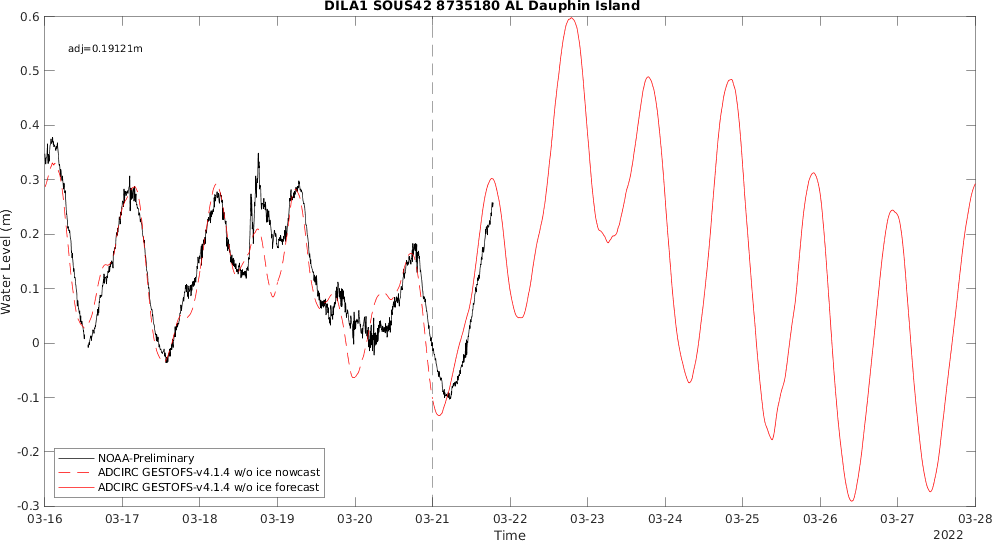 DILA1 SOUS42 8735180 AL Dauphin Island
adj=0.19121m
0.6
0.5
0.4
0.3
0.2
0.1
0
-0.1
-0.2
-0.3
Water Level (m)
NOAA-Preliminary
ADCIRC GESTOFS-v4.1.4 w/o ice nowcast
ADCIRC GESTOFS-v4.1.4 w/o ice forecast
03-16 03-17 03-18 03-19 03-20 03-21 03-22 03-23 03-24 03-25 03-26 03-27 03-28
Time
2022